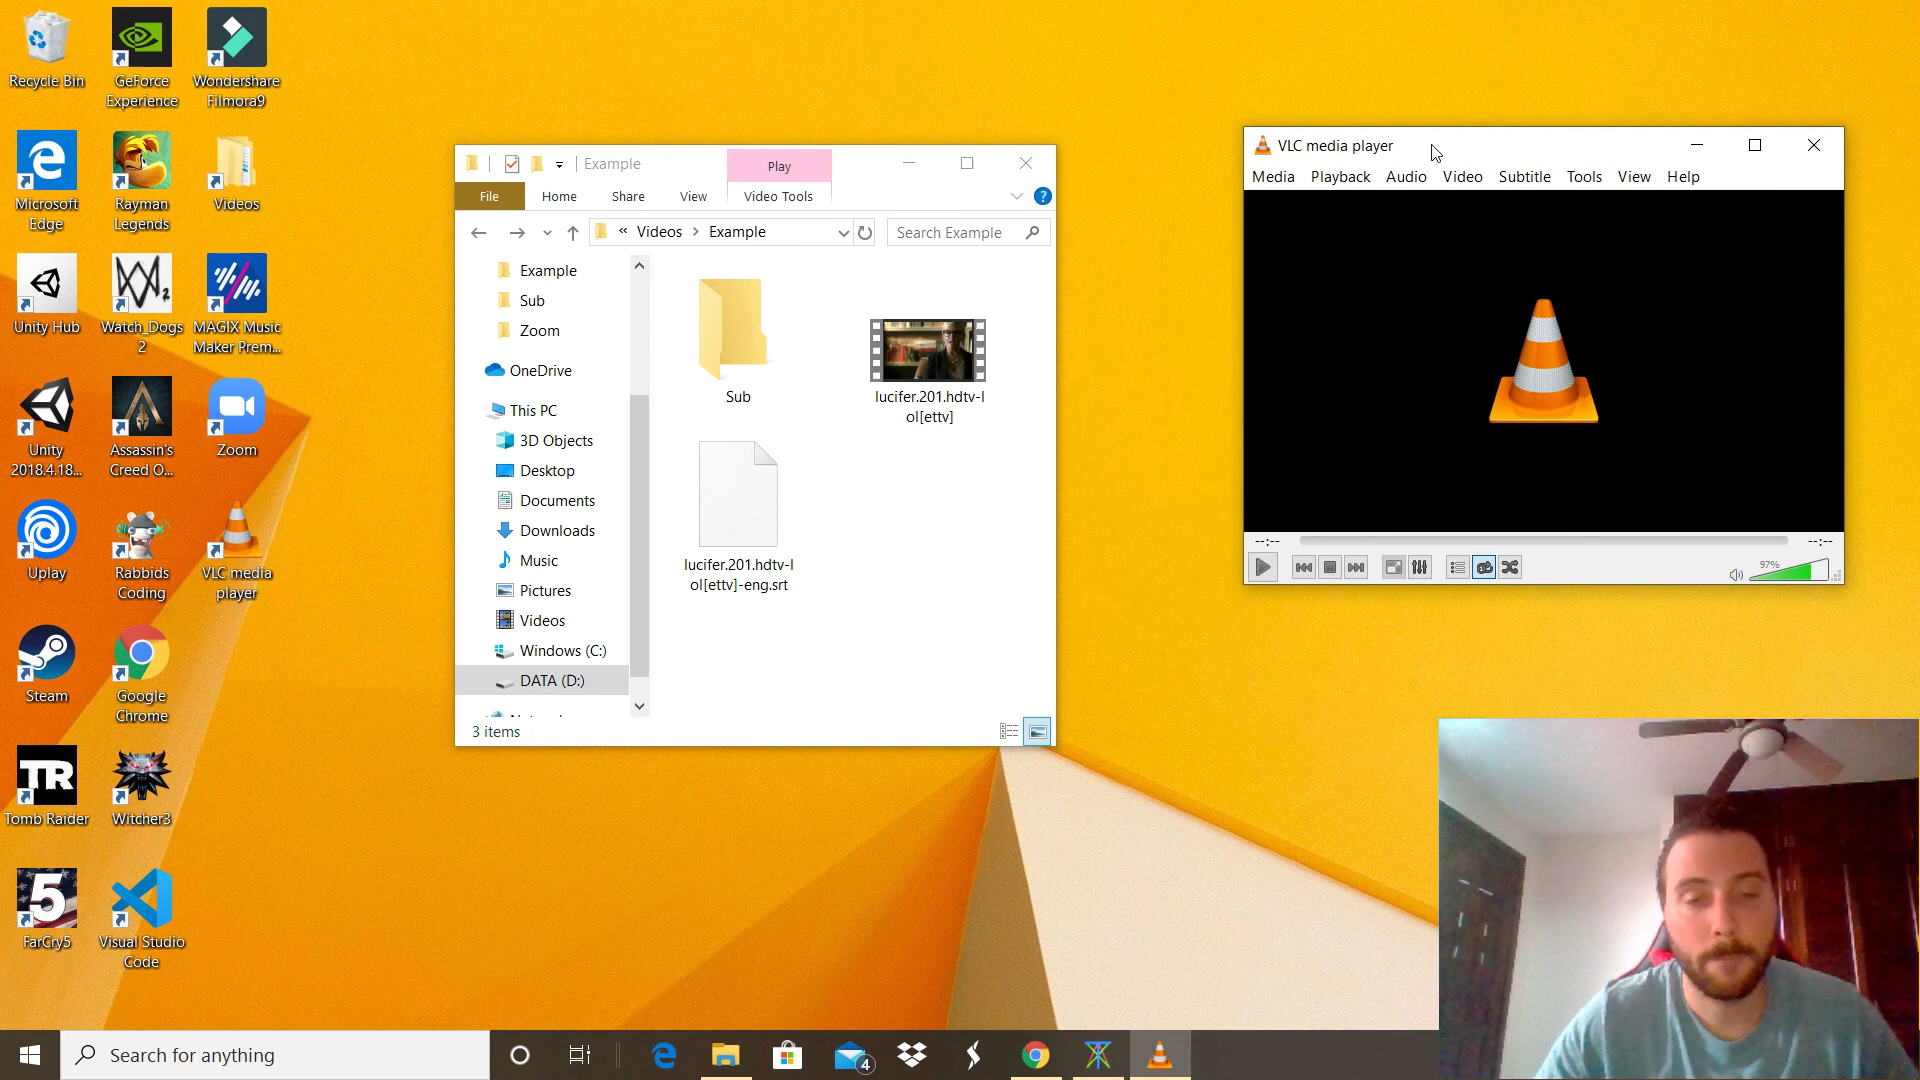 Recycle Bin
GeForce
Experience
Wondershare
Filmora9
Microsoft
Edge
Rayman
Legends
Videos
Unity Hub
Watch_Dogs
2
MAGIX Music
Maker Prem...
Unity
2018.4.18...
Assassin's
Creed O...
Zoom
Uplay
Rabbids
Coding
VLC media
player
Steam
Google
Chrome
TR
Tomb Raider
Witcher3
5
FarCry5
Visual Studio
Code
Example
Play
File
Home
Share
View
Video Tools
?
« Videos > Example
Search Example
Example
Sub
Zoom
OneDrive
This PC
3D Objects
Desktop
Documents
Downloads
Music
Pictures
Videos
Windows (C:)
DATA (D:)
Sub
lucifer.201.hdtv-l
ol[ettv]
lucifer.201.hdtv-l
ol[ettv]-eng.srt
3 items
VLC media player
Media Playback Audio Video Subtitle Tools View Help
--:-- --:--
97%
Search for anything
4